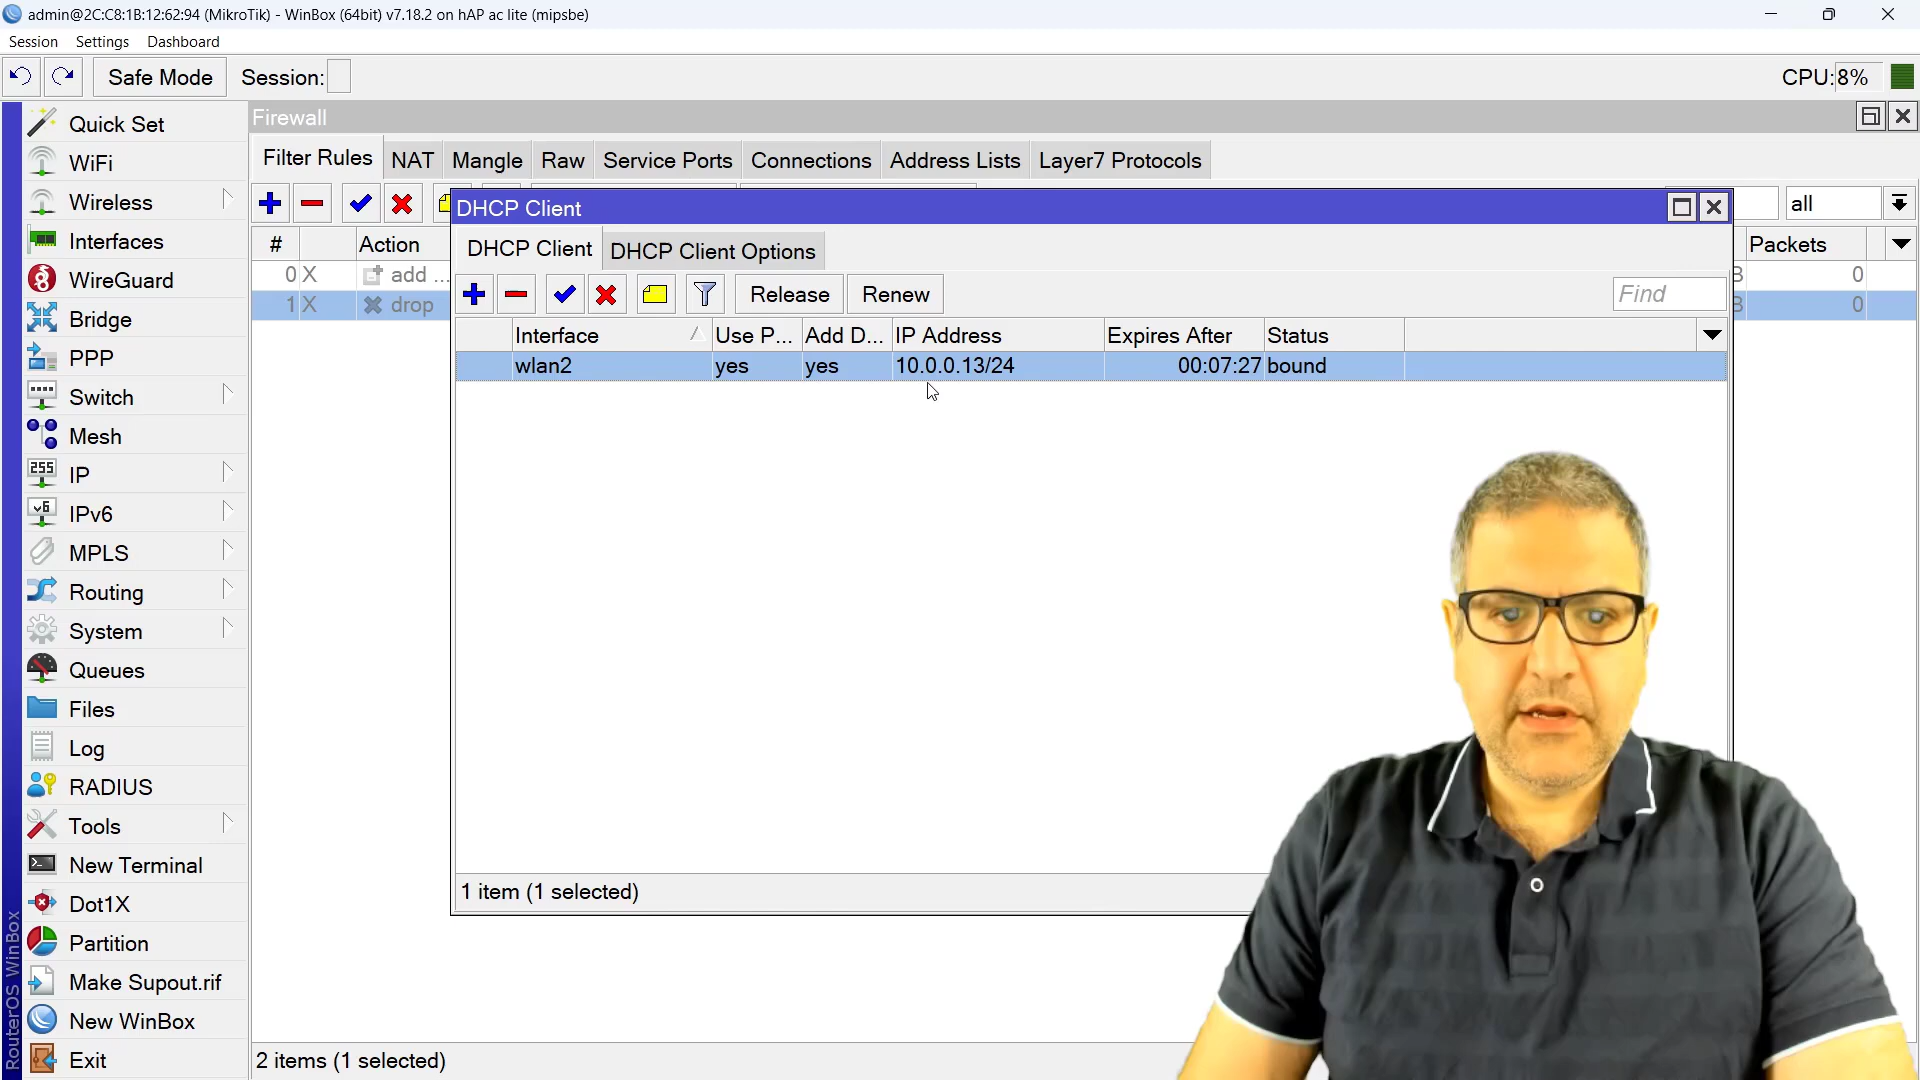 admin@2C:C8:1B:12:62:94 (MikroTik) - WinBox (64bit) v7.18.2 on hAP ac lite (mipsbe)
Session Settings Dashboard
Safe Mode Session: CPU: 8%
Quick Set
WiFi
Wireless
Interfaces
WireGuard
Bridge
PPP
Switch
Mesh
255 IP
v6 IPv6
MPLS
Routing
System
Queues
Files
Log
RADIUS
Tools
New Terminal
Dot1X
Partition
Make Supout.rif
New WinBox
Exit
RouterOS WinBox
Firewall
Filter Rules NAT Mangle Raw Service Ports Connections Address Lists Layer7 Protocols
all
# Action Packets
0 X add ... B 0
1 X drop B 0
DHCP Client
DHCP Client DHCP Client Options
Release Renew Find
Interface Use P... Add D... IP Address Expires After Status
wlan2 yes yes 10.0.0.13/24 00:07:27 bound
1 item (1 selected)
2 items (1 selected)